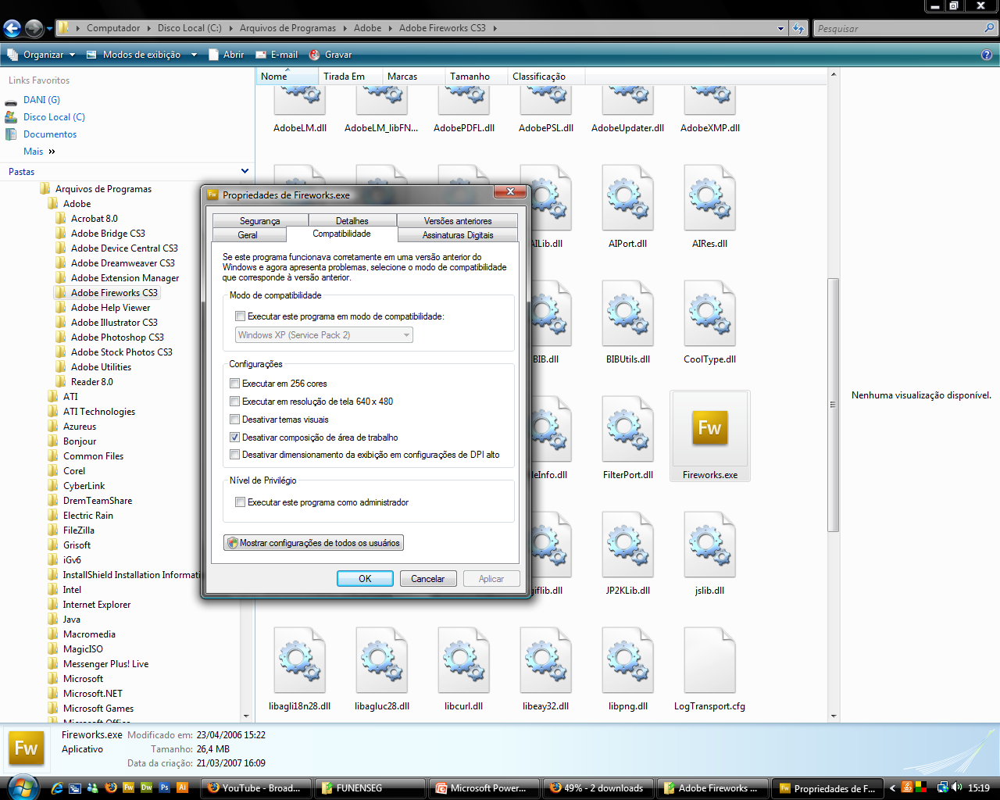 Computador Disco Local (C:) Arquivos de Programas Adobe Adobe Fireworks CS3
Pesquisar
Organizar Modos de exibição Abrir E-mail Gravar
Links Favoritos
DANI (G)
Disco Local (C)
Documentos
Mais »
Pastas
Arquivos de Programas
Adobe
Acrobat 8.0
Adobe Bridge CS3
Adobe Device Central CS3
Adobe Dreamweaver CS3
Adobe Extension Manager
Adobe Fireworks CS3
Adobe Help Viewer
Adobe Illustrator CS3
Adobe Photoshop CS3
Adobe Stock Photos CS3
Adobe Utilities
Reader 8.0
ATI
ATI Technologies
Azureus
Bonjour
Common Files
Corel
CyberLink
DremTeamShare
Electric Rain
FileZilla
Grisoft
iGv6
InstallShield Installation Informati
Intel
Internet Explorer
Java
Macromedia
MagicISO
Messenger Plus! Live
Microsoft
Microsoft.NET
Microsoft Games
Microsoft Office
Nome Tirada Em Marcas Tamanho Classificação
AdobeLM.dll AdobeLM_libFN... AdobePDFL.dll AdobePSL.dll AdobeUpdater.dll AdobeXMP.dll
AILib.dll AIPort.dll AIRes.dll
BIB.dll BIBUtils.dll CoolType.dll
Fw
leInfo.dll FilterPort.dll Fireworks.exe
giflib.dll JP2KLib.dll jslib.dll
libagli18n28.dll libagluc28.dll libcurl.dll libeay32.dll libpng.dll LogTransport.cfg
Nenhuma visualização disponível.
Fw Propriedades de Fireworks.exe
Segurança Detalhes Versões anteriores
Geral Compatibilidade Assinaturas Digitais
Se este programa funcionava corretamente em uma versão anterior do
Windows e agora apresenta problemas, selecione o modo de compatibilidade
que corresponde à versão anterior.
Modo de compatibilidade
Executar este programa em modo de compatibilidade:
Windows XP (Service Pack 2)
Configurações
Executar em 256 cores
Executar em resolução de tela 640 x 480
Desativar temas visuais
Desativar composição de área de trabalho
Desativar dimensionamento da exibição em configurações de DPI alto
Nível de Privilégio
Executar este programa como administrador
Mostrar configurações de todos os usuários
OK Cancelar Aplicar
Fw
Fireworks.exe Modificado em: 23/04/2006 15:22
Aplicativo Tamanho: 26,4 MB
Data da criação: 21/03/2007 16:09
Fw Dw Ps Ai YouTube - Broad... FUNENSEG Microsoft Power... 49% - 2 downloads Adobe Fireworks ... Fw Propriedades de F... 15:19